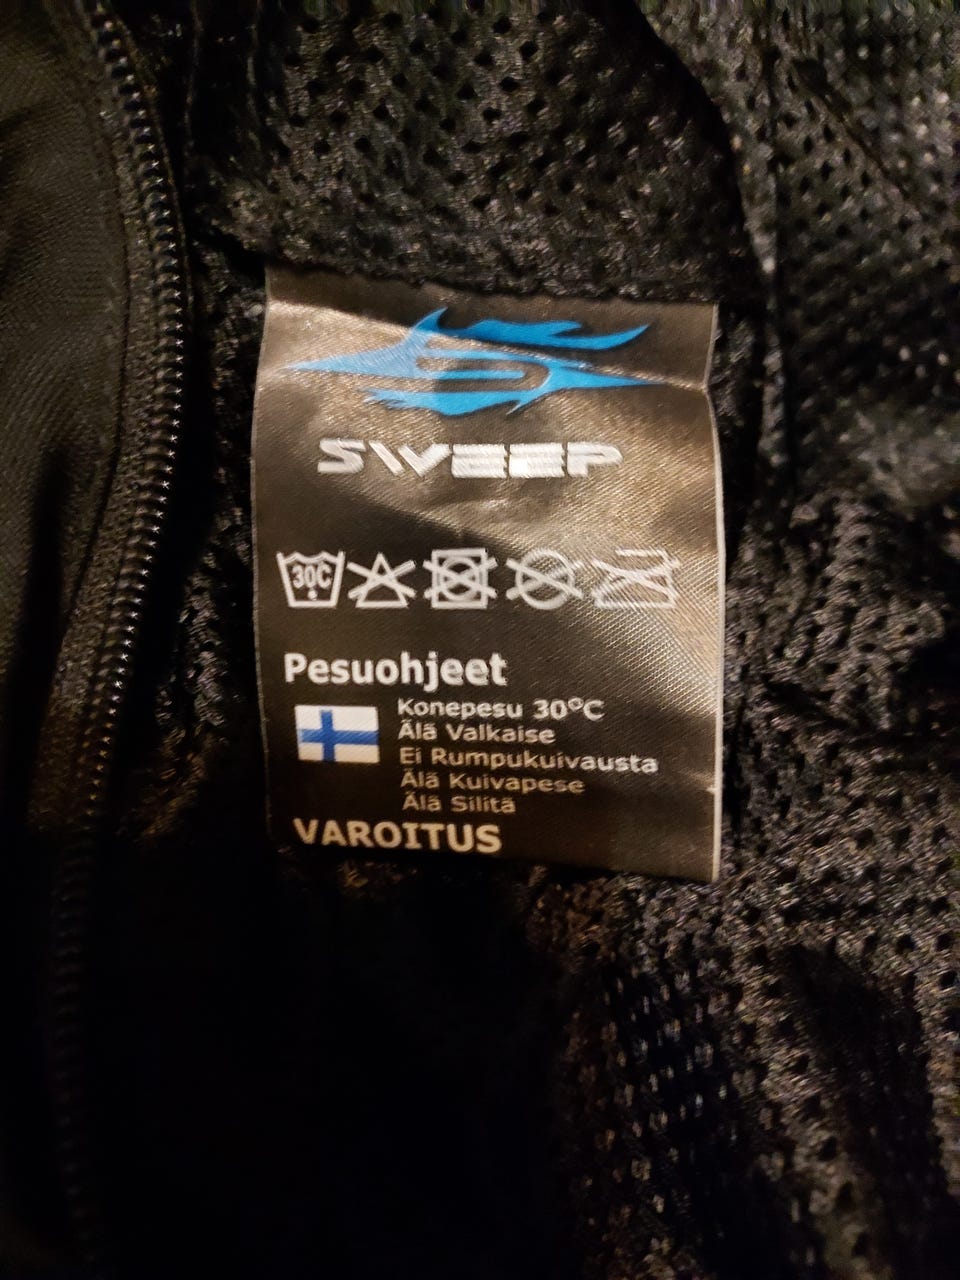 SWEEP
30C
Pesuohjeet
Konepesu 30°C
Älä Valkaise
Ei Rumpukuivausta
Älä Kuivapese
Älä Silitä
VAROITUS